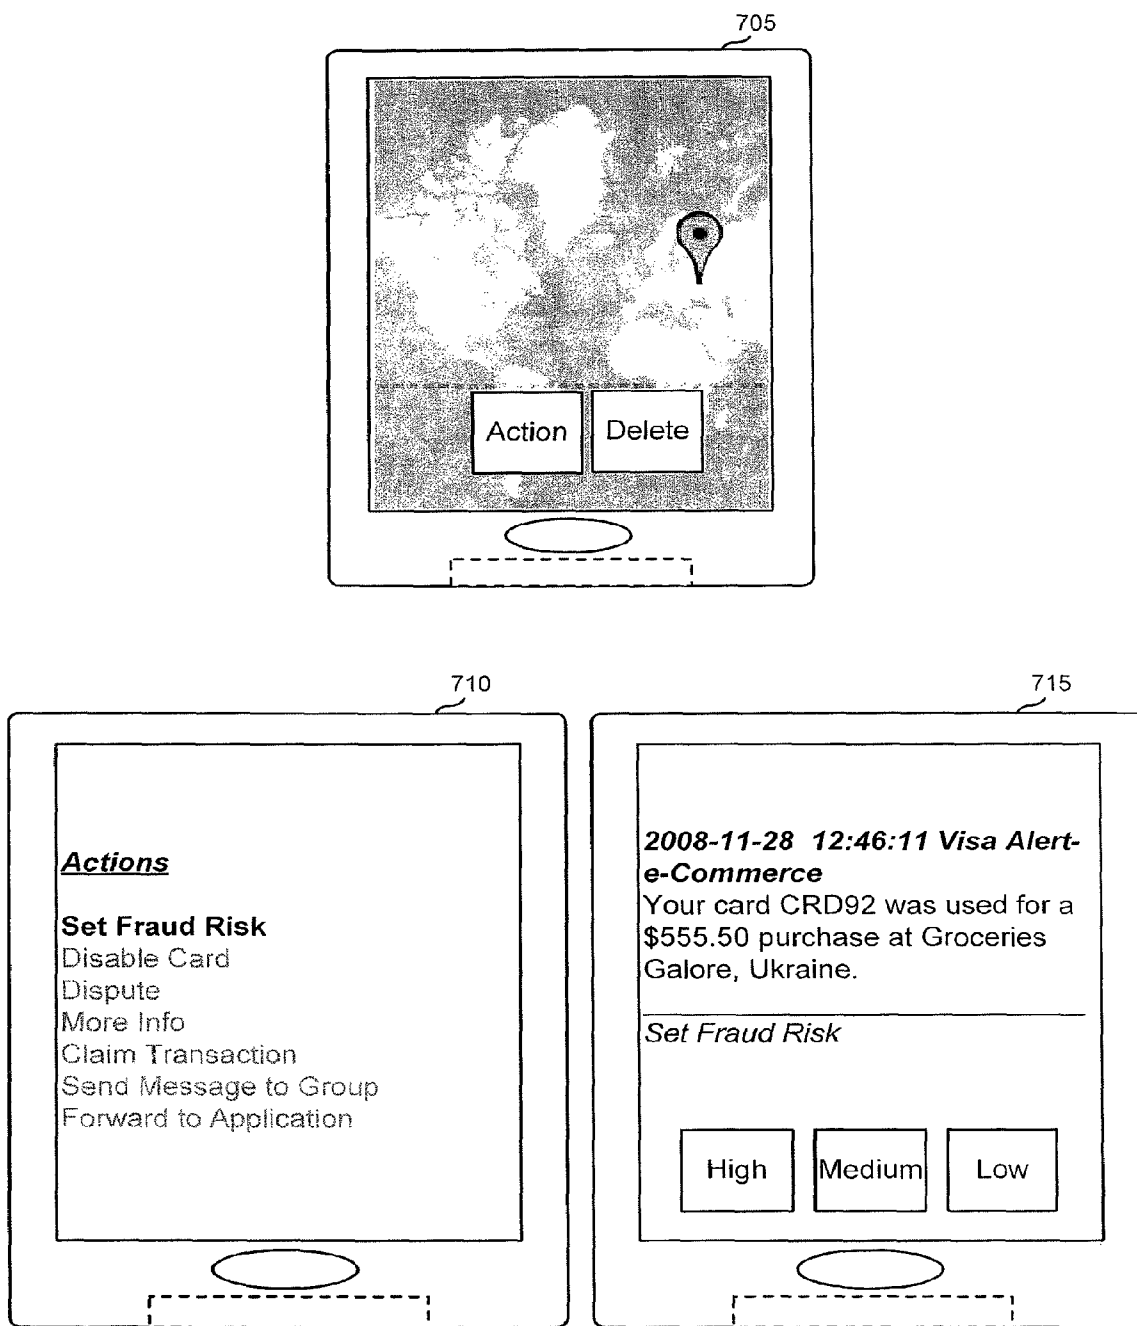 705
Action Delete
710
Actions
Set Fraud Risk
Disable Card
Dispute
More Info
Claim Transaction
Send Message to Group
Forward to Application
715
2008-11-28 12:46:11 Visa Alert-
e-Commerce
Your card CRD92 was used for a
$555.50 purchase at Groceries
Galore, Ukraine.
Set Fraud Risk
High Medium Low